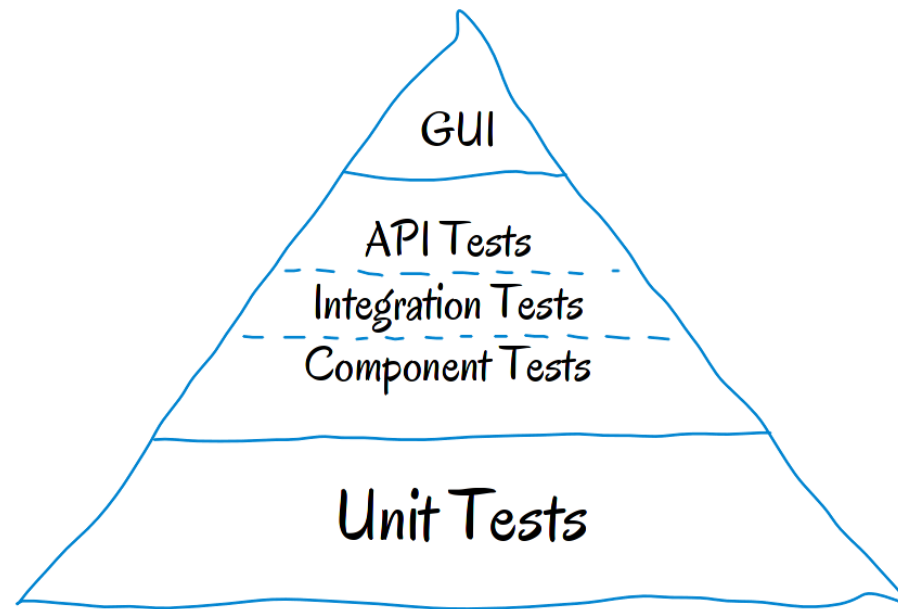 GUI
API Tests
Integration Tests
Component Tests
Unit Tests